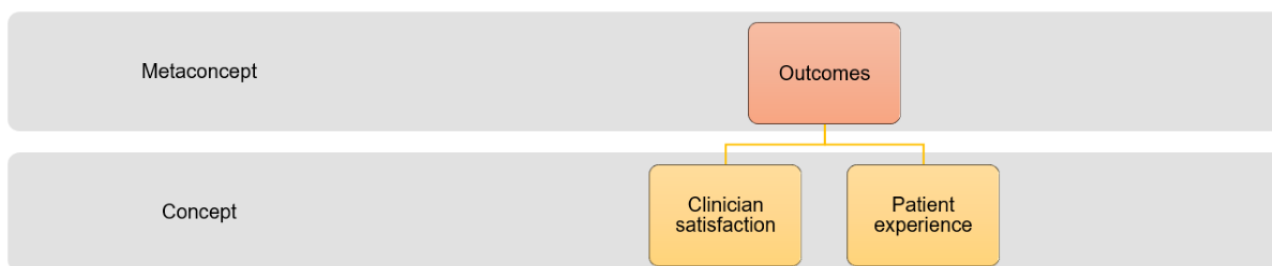 Metaconcept
Outcomes
Concept
Clinician
satisfaction
Patient
experience